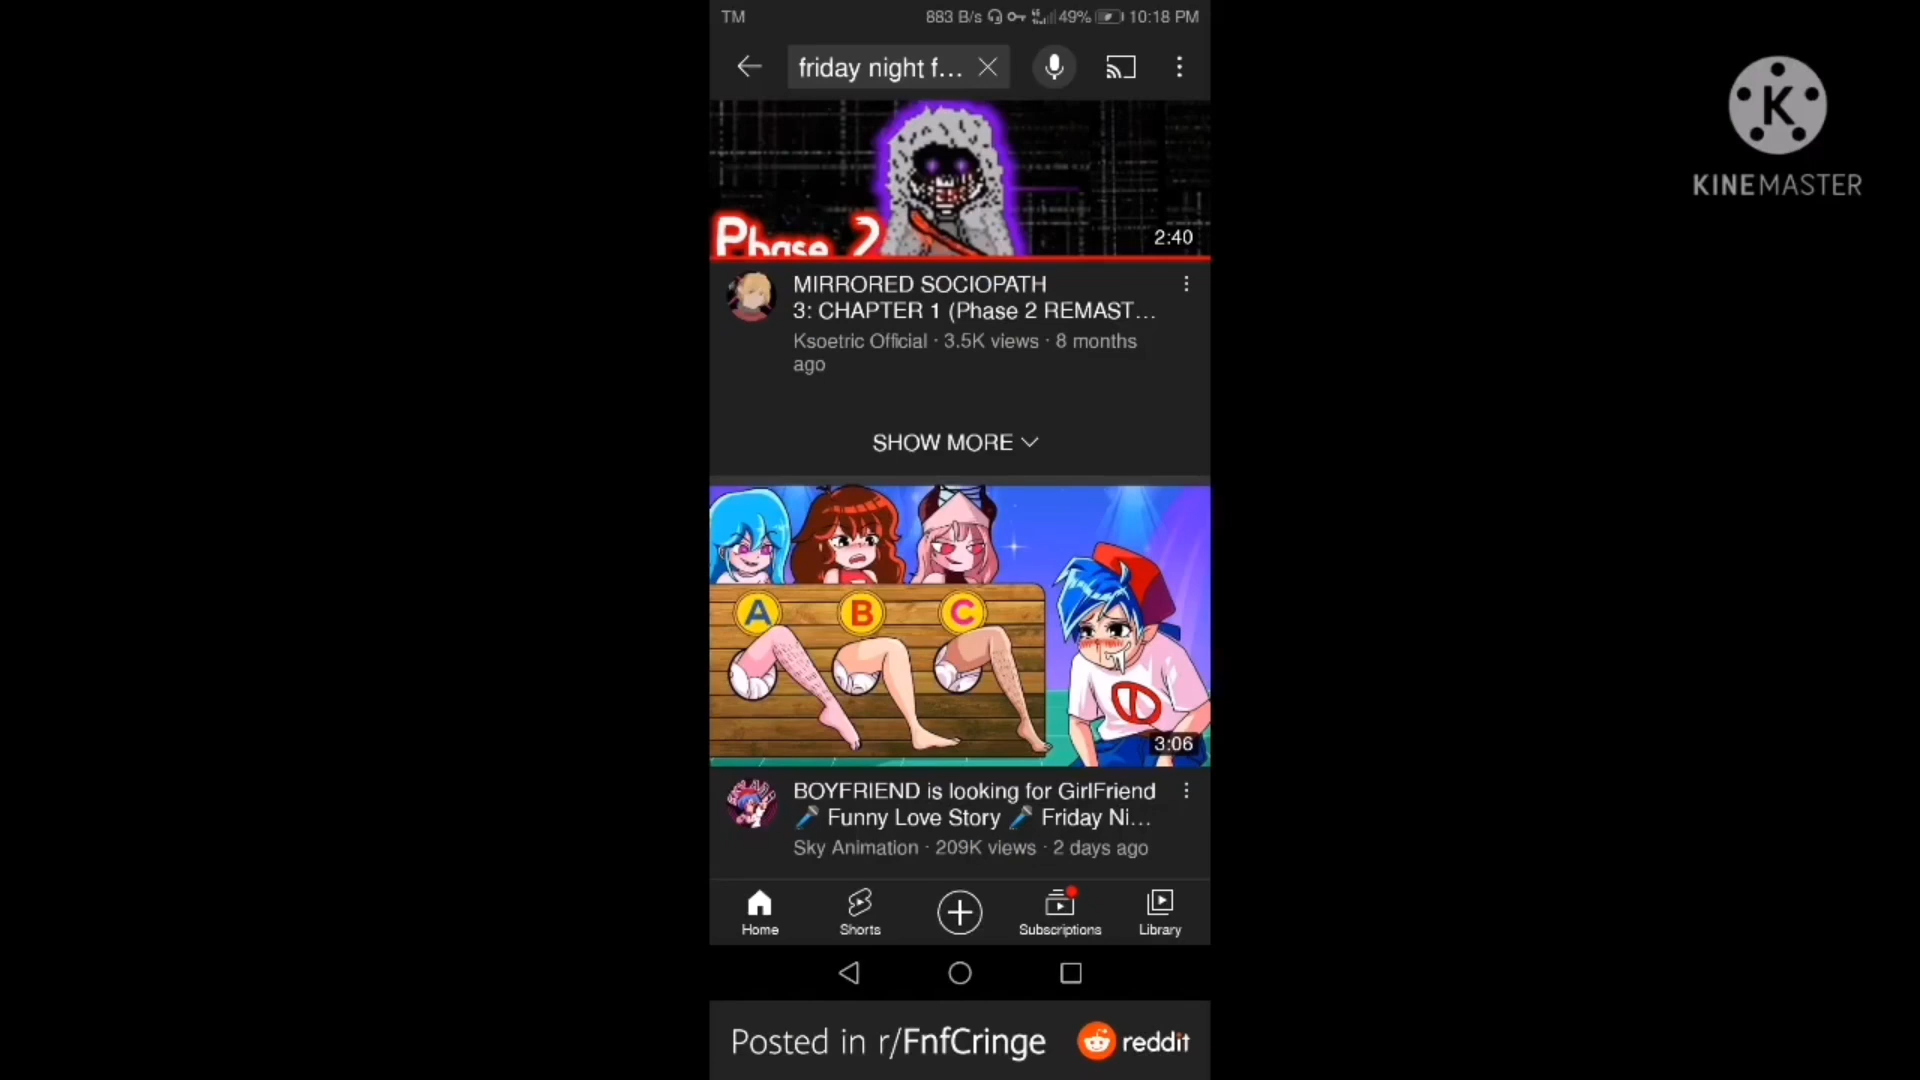 TM
883 B/s 49% 10:18 PM
friday night f...
KINEMASTER
K
Phase 2
2:40
MIRRORED SOCIOPATH
3: CHAPTER 1 (Phase 2 REMAST...
Ksoetric Official · 3.5K views · 8 months
ago
SHOW MORE
A B C
3:06
BOYFRIEND is looking for GirlFriend
🎤 Funny Love Story 🎤 Friday Ni...
Sky Animation · 209K views · 2 days ago
Home Shorts Subscriptions Library
Posted in r/FnfCringe reddit